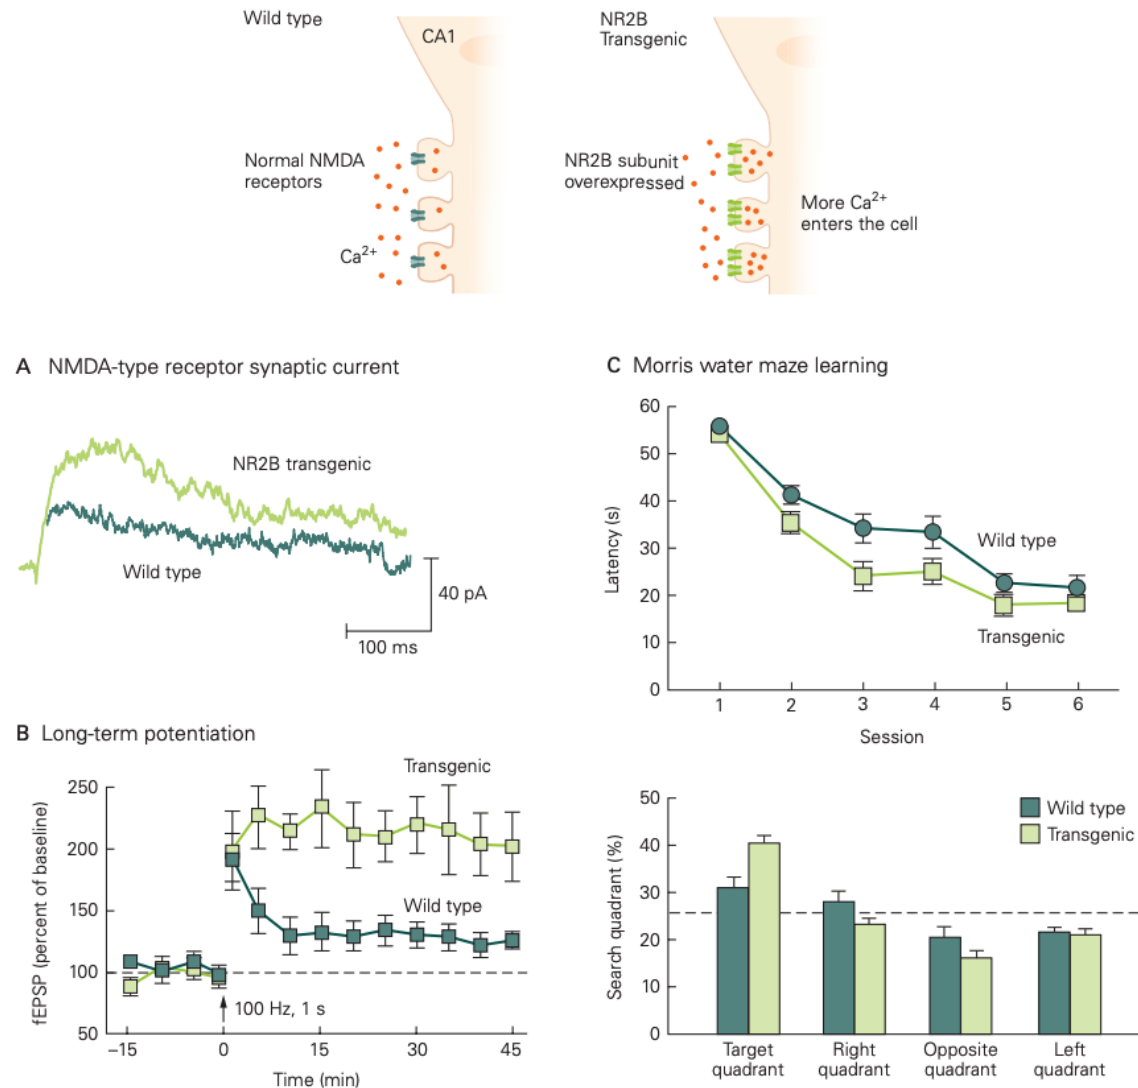 Wild type
CA1
Normal NMDA
receptors
Ca²⁺
NR2B
Transgenic
NR2B subunit
overexpressed
More Ca²⁺
enters the cell
A NMDA-type receptor synaptic current
NR2B transgenic
Wild type
40 pA
100 ms
B Long-term potentiation
fEPSP (percent of baseline)
250
200
150
100
50
Transgenic
Wild type
100 Hz, 1 s
–15 0 15 30 45
Time (min)
C Morris water maze learning
Latency (s)
60
50
40
30
20
10
0
Wild type
Transgenic
1 2 3 4 5 6
Session
Search quadrant (%)
50
40
30
20
10
0
Wild type
Transgenic
Target
quadrant
Right
quadrant
Opposite
quadrant
Left
quadrant